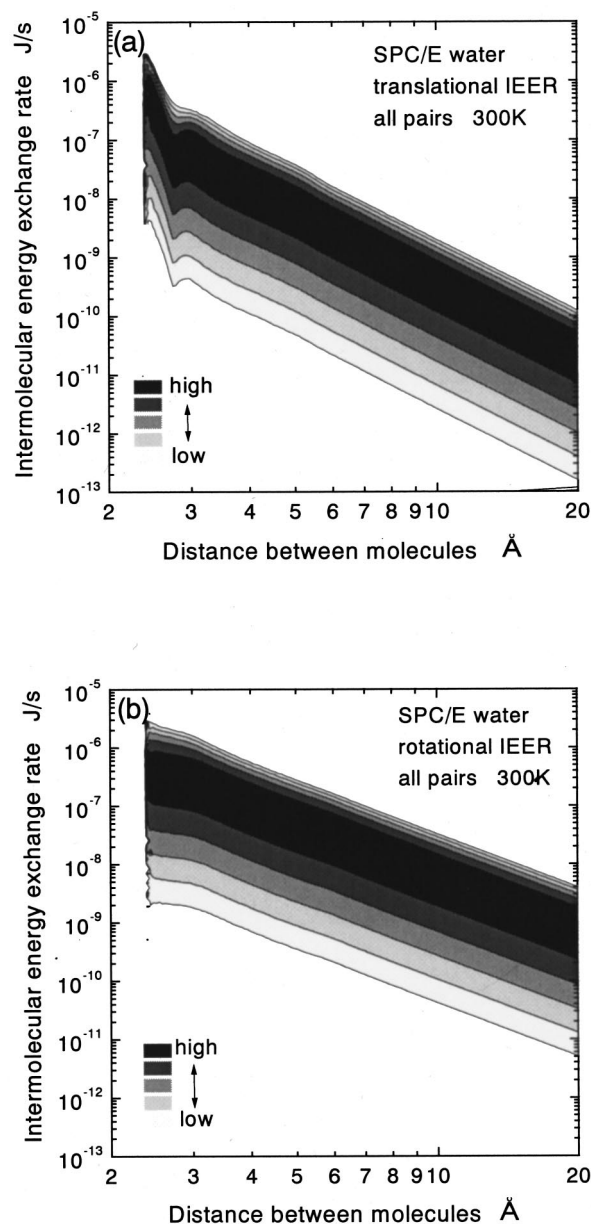 (a)
SPC/E water
translational IEER
all pairs 300K
Intermolecular energy exchange rate J/s
10-5
10-6
10-7
10-8
10-9
10-10
10-11
10-12
10-13
high
low
2 3 4 5 6 7 8 9 10 20
Distance between molecules Å
(b)
SPC/E water
rotational IEER
all pairs 300K
Intermolecular energy exchange rate J/s
10-5
10-6
10-7
10-8
10-9
10-10
10-11
10-12
10-13
high
low
2 3 4 5 6 7 8 9 10 20
Distance between molecules Å